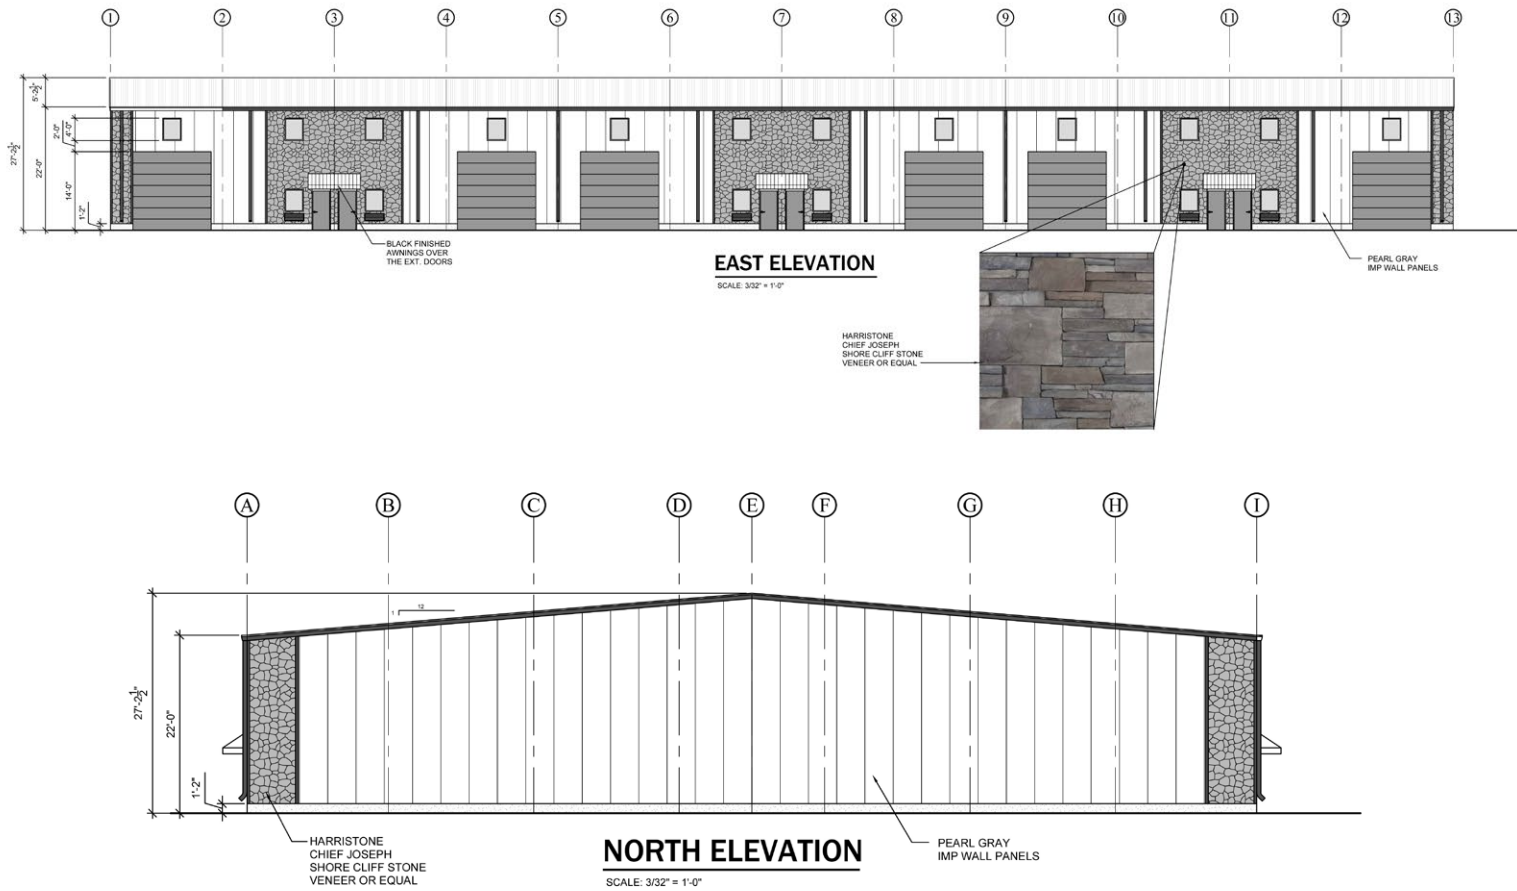 1 2 3 4 5 6 7 8 9 10 11 12 13
5'-2½"
27'-2½"
22'-0"
2'-0"
4'-0"
14'-0"
1'-2"
BLACK FINISHED
AWNINGS OVER
THE EXT. DOORS
EAST ELEVATION
SCALE: 3/32" = 1'-0"
PEARL GRAY
IMP WALL PANELS
HARRISTONE
CHIEF JOSEPH
SHORE CLIFF STONE
VENEER OR EQUAL
A B C D E F G H I
1
12
27'-2½"
22'-0"
1'-2"
HARRISTONE
CHIEF JOSEPH
SHORE CLIFF STONE
VENEER OR EQUAL
NORTH ELEVATION
SCALE: 3/32" = 1'-0"
PEARL GRAY
IMP WALL PANELS